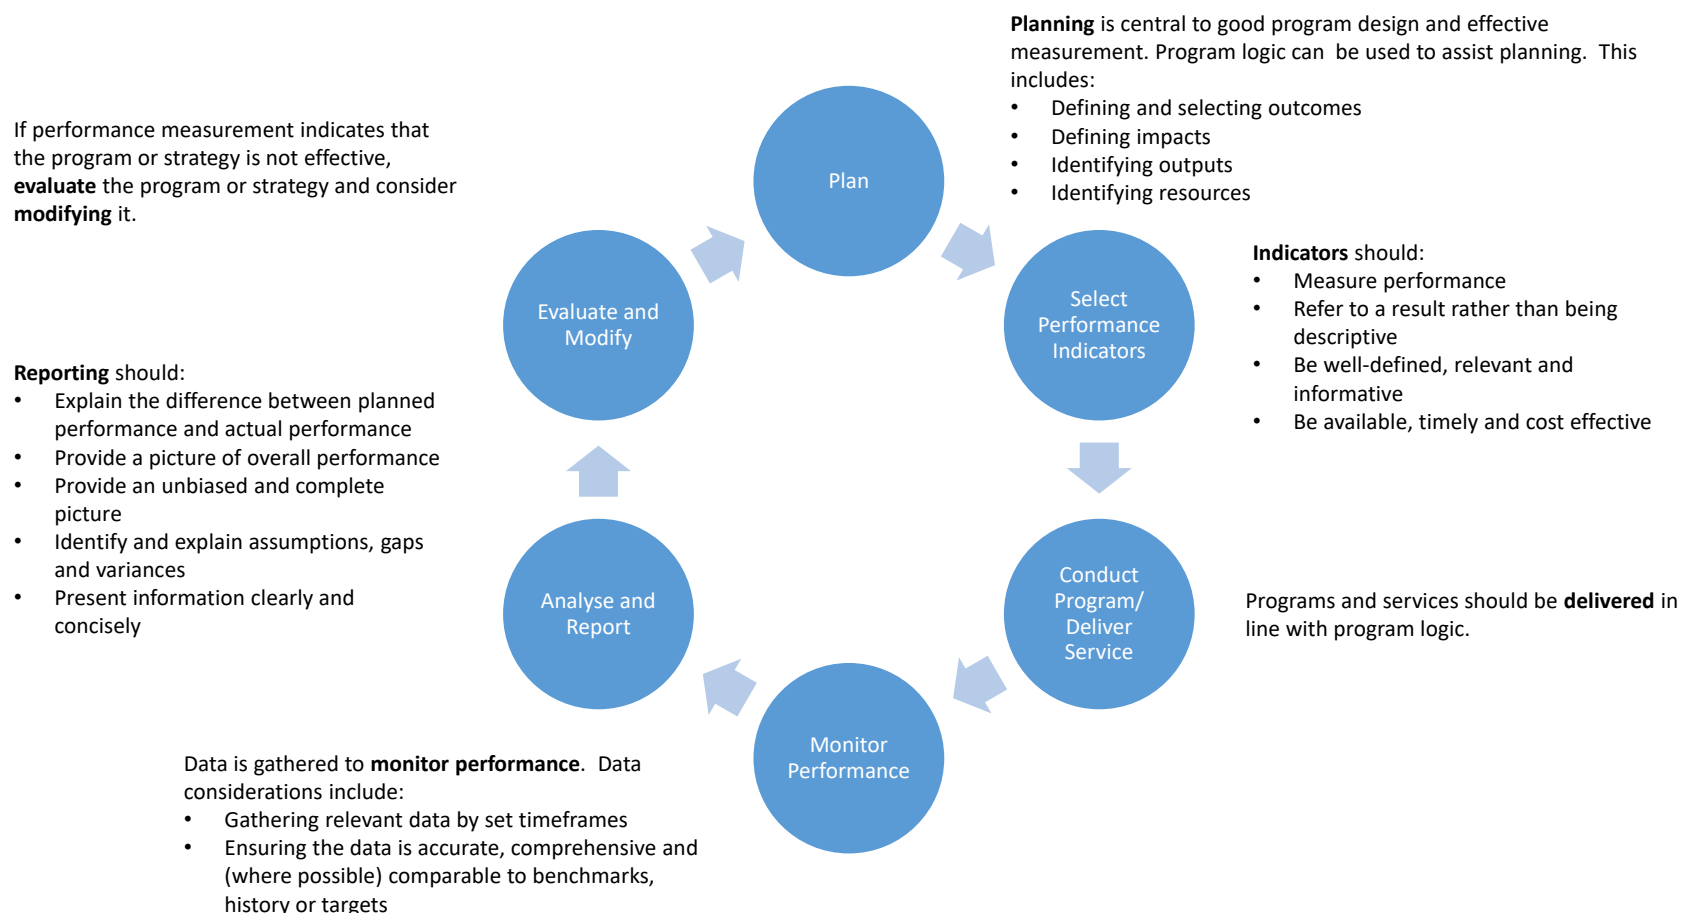 Planning is central to good program design and effective
measurement. Program logic can be used to assist planning. This
includes:
• Defining and selecting outcomes
• Defining impacts
• Identifying outputs
• Identifying resources
Plan
Indicators should:
• Measure performance
• Refer to a result rather than being
descriptive
• Be well-defined, relevant and
informative
• Be available, timely and cost effective
Select
Performance
Indicators
Programs and services should be delivered in
line with program logic.
Conduct
Program/
Deliver
Service
Monitor
Performance
Data is gathered to monitor performance. Data
considerations include:
• Gathering relevant data by set timeframes
• Ensuring the data is accurate, comprehensive and
(where possible) comparable to benchmarks,
history or targets
Analyse and
Report
Reporting should:
• Explain the difference between planned
performance and actual performance
• Provide a picture of overall performance
• Provide an unbiased and complete
picture
• Identify and explain assumptions, gaps
and variances
• Present information clearly and
concisely
Evaluate and
Modify
If performance measurement indicates that
the program or strategy is not effective,
evaluate the program or strategy and consider
modifying it.